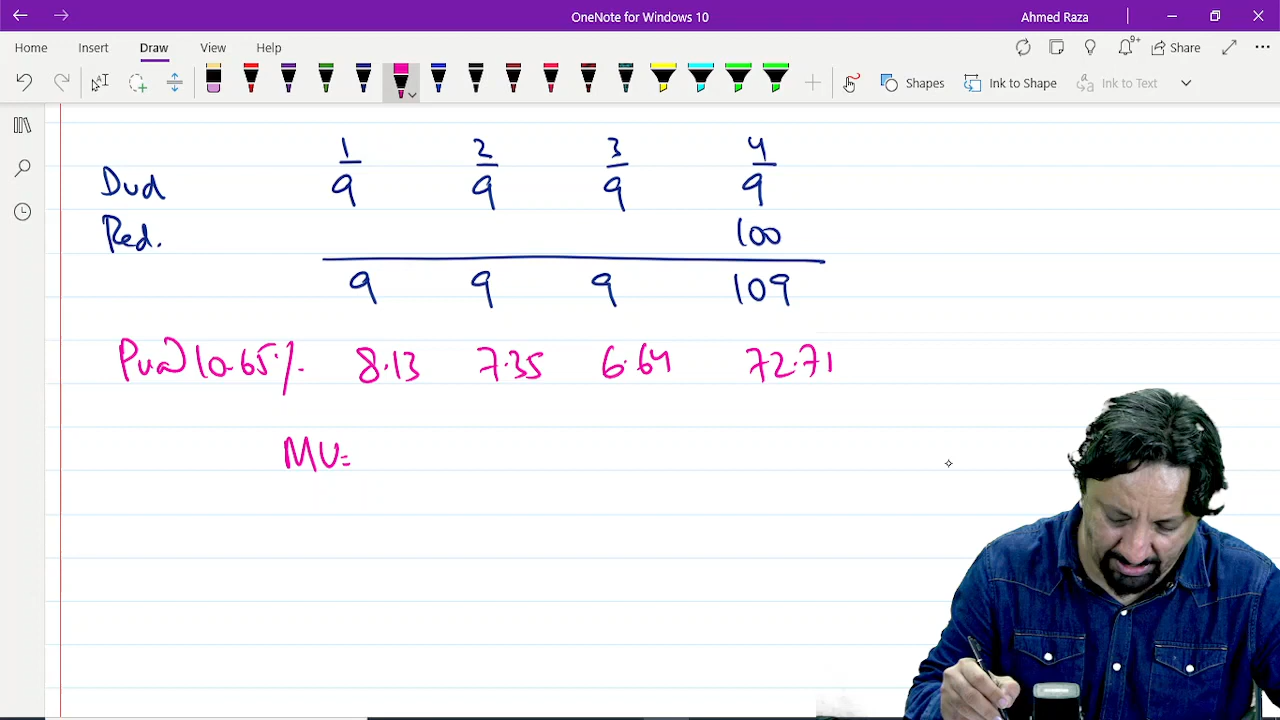 OneNote for Windows 10
Ahmed Raza
Home Insert Draw View Help
9+ Share
Shapes Ink to Shape Ink to Text
1 2 3 4
Dvd 9 9 9 9
Red. 100
9 9 9 109
Pv@10.65% 8.13 7.35 6.64 72.71
MV=